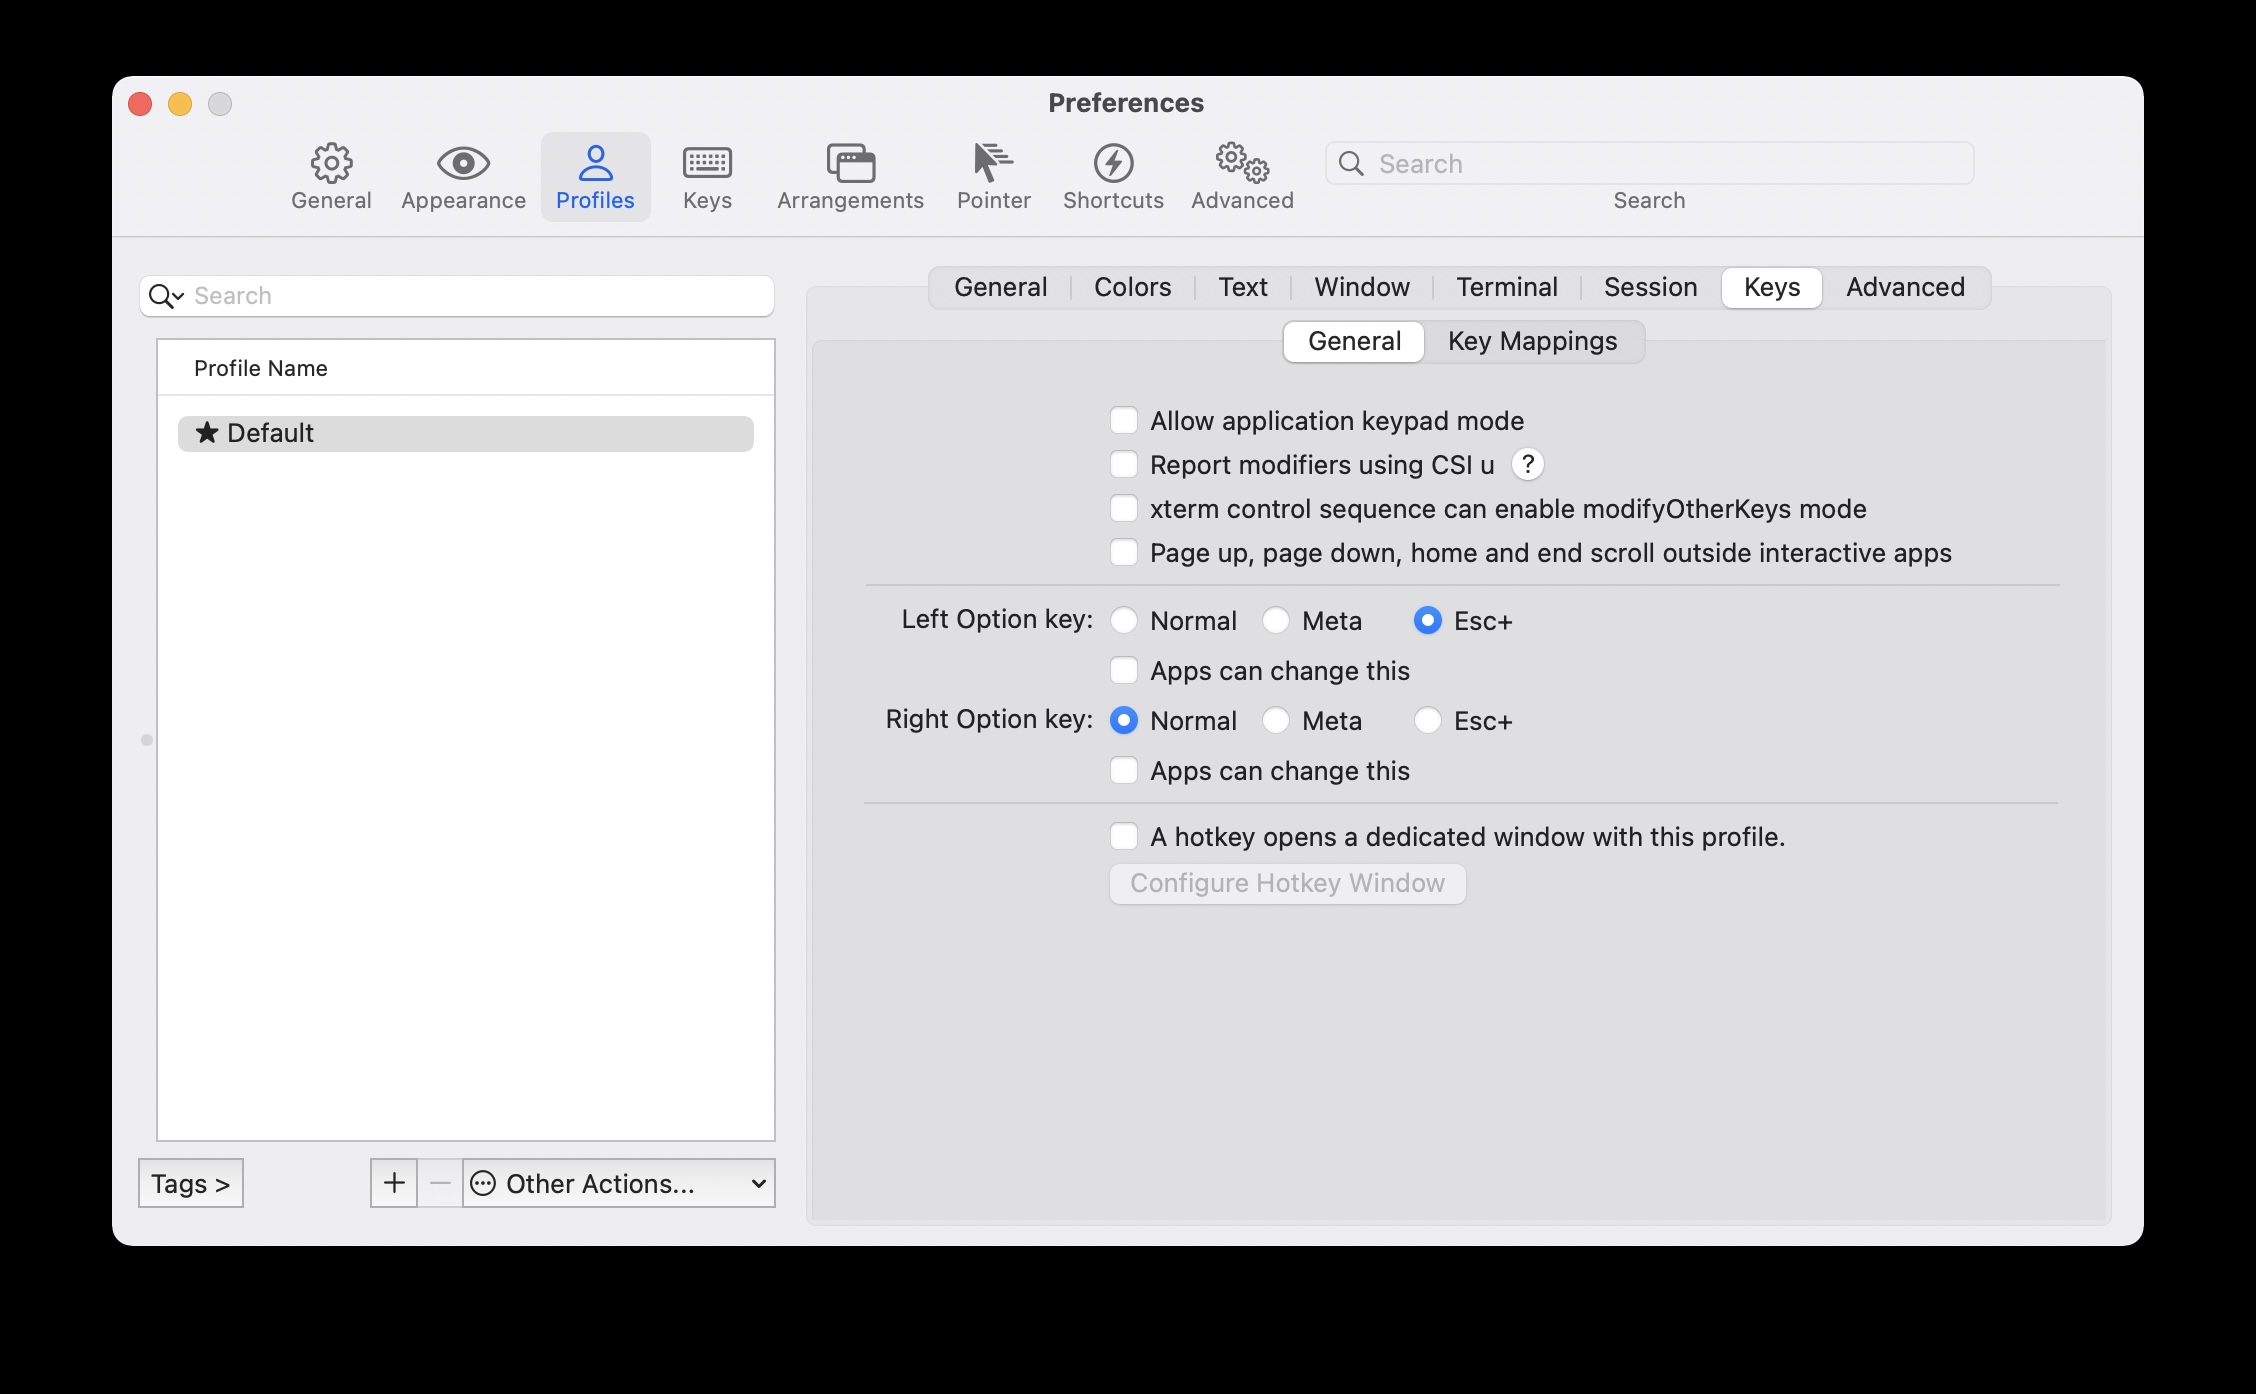 Preferences
General Appearance Profiles Keys Arrangements Pointer Shortcuts Advanced Search
Search
Search
General Colors Text Window Terminal Session Keys Advanced
General Key Mappings
Profile Name
★ Default
Allow application keypad mode
Report modifiers using CSI u ?
xterm control sequence can enable modifyOtherKeys mode
Page up, page down, home and end scroll outside interactive apps
Left Option key: Normal Meta Esc+
Apps can change this
Right Option key: Normal Meta Esc+
Apps can change this
A hotkey opens a dedicated window with this profile.
Configure Hotkey Window
Tags > + − Other Actions...